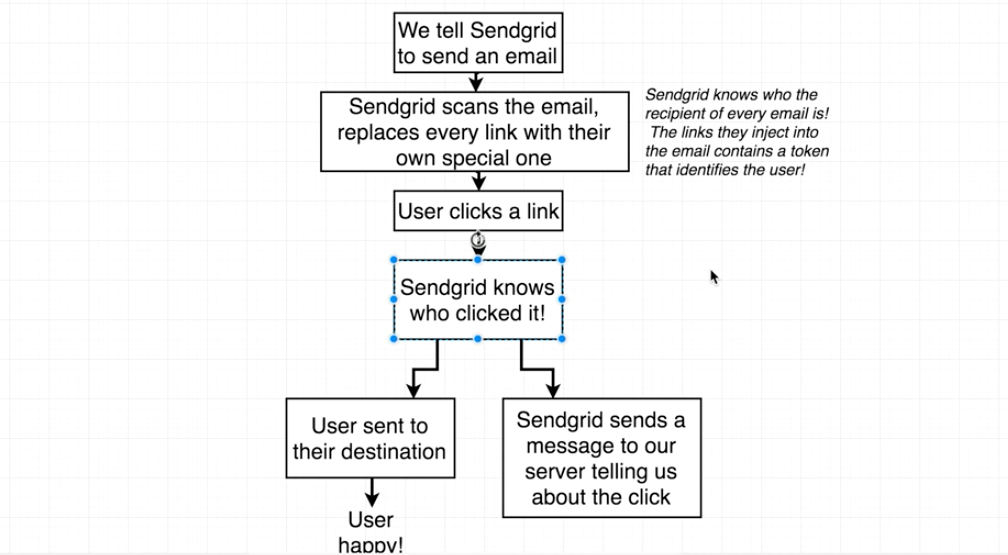 We tell Sendgrid
to send an email
Sendgrid scans the email,
replaces every link with their
own special one
Sendgrid knows who the
recipient of every email is!
The links they inject into
the email contains a token
that identifies the user!
User clicks a link
Sendgrid knows
who clicked it!
User sent to
their destination
Sendgrid sends a
message to our
server telling us
about the click
User
happy!